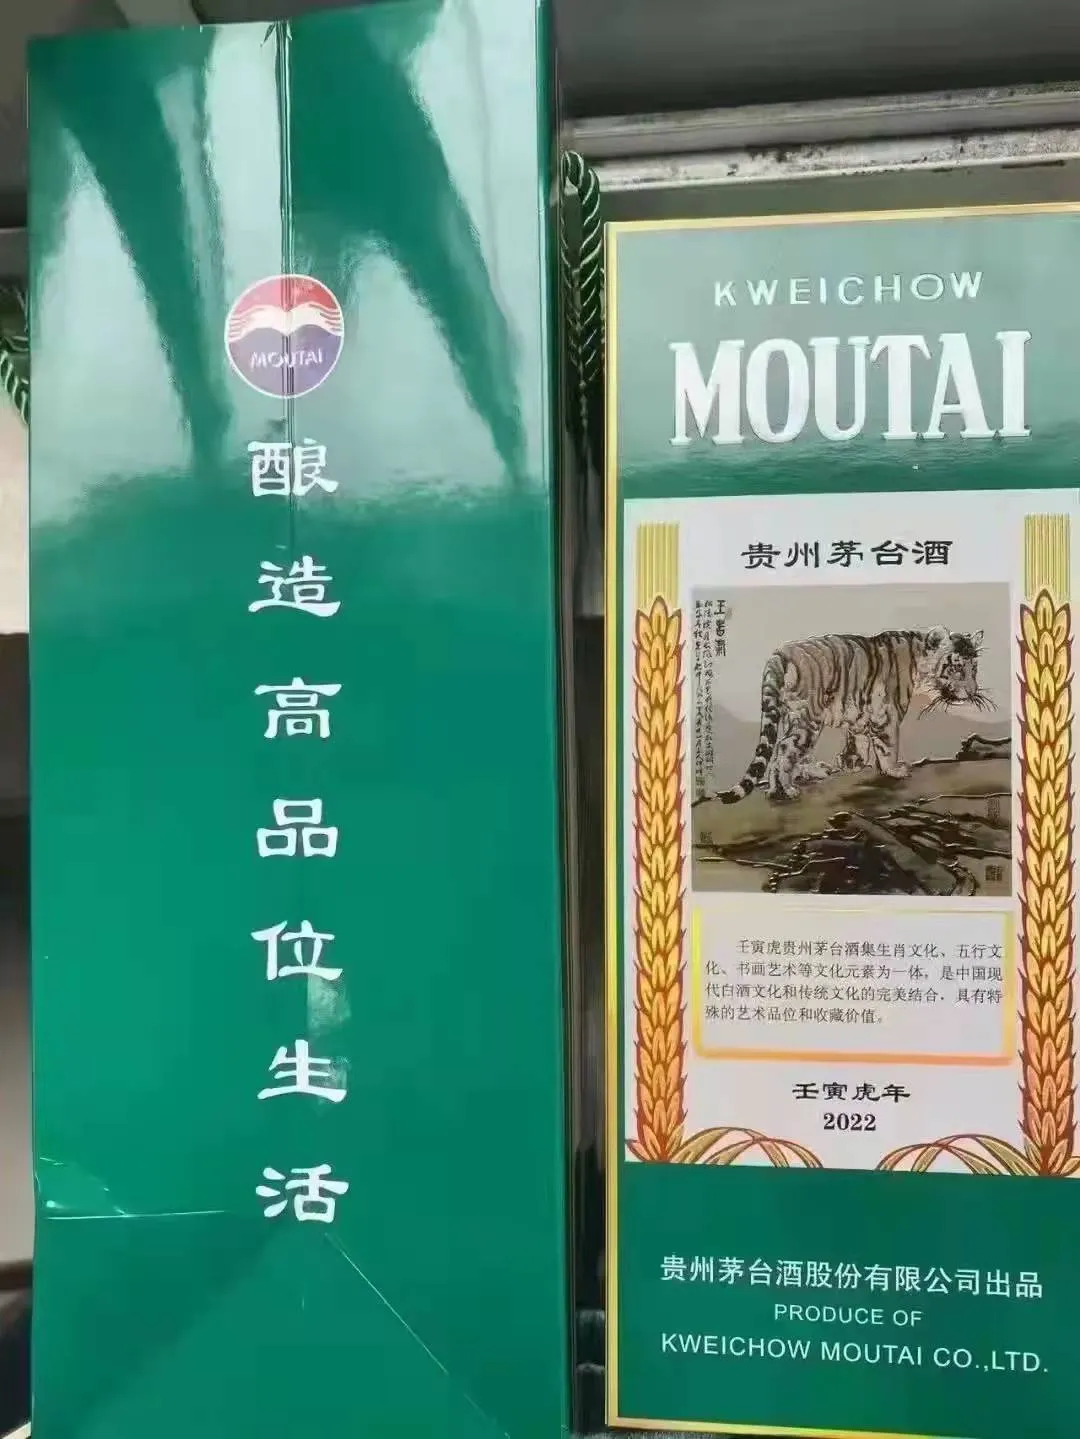 MOUTAI
酿造高品位生活
KWEICHOW
MOUTAI
贵州茅台酒
壬寅虎贵州茅台酒集生肖文化、五行文
化、书画艺术等文化元素为一体，是中国现
代白酒文化和传统文化的完美结合，具有特
殊的艺术品位和收藏价值。
壬寅虎年
2022
贵州茅台酒股份有限公司出品
PRODUCE OF
KWEICHOW MOUTAI CO.,LTD.